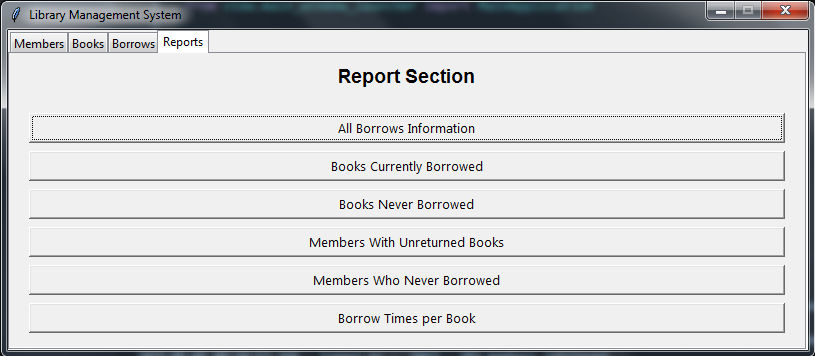 Library Management System
Members Books Borrows Reports
Report Section
All Borrows Information
Books Currently Borrowed
Books Never Borrowed
Members With Unreturned Books
Members Who Never Borrowed
Borrow Times per Book